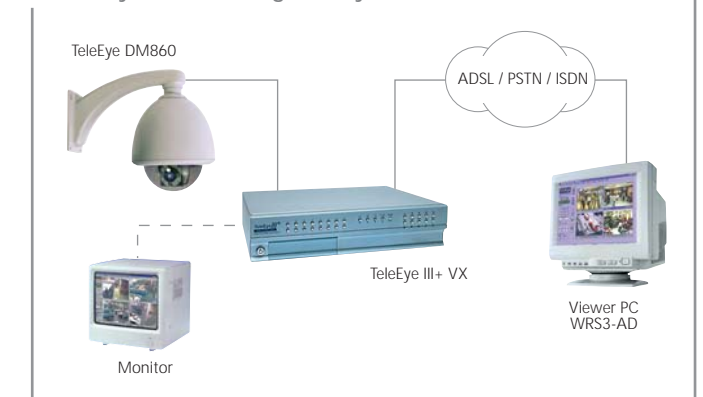 TeleEye DM860
ADSL / PSTN / ISDN
TeleEye III+ VX
Viewer PC
WRS3-AD
Monitor